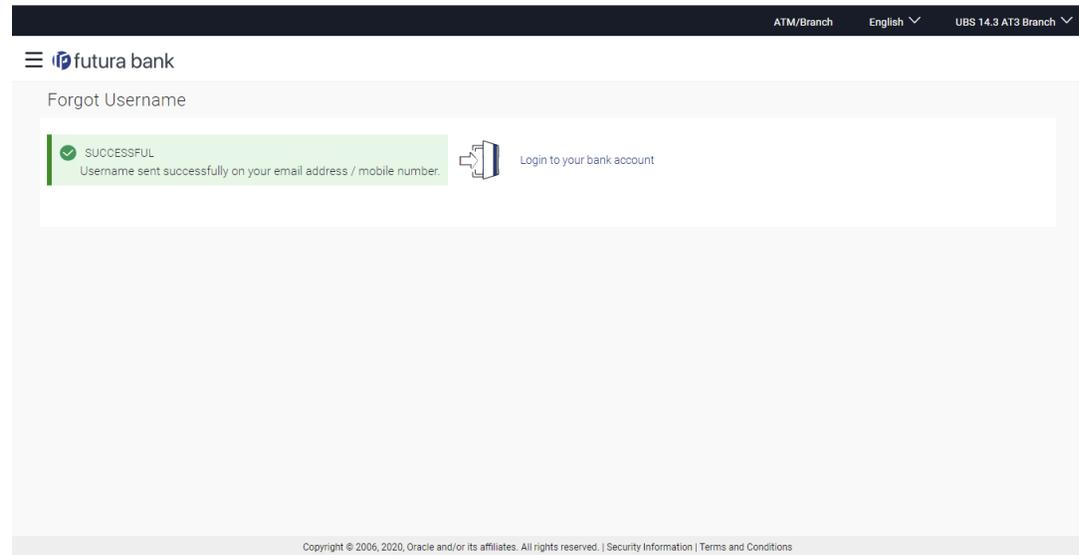 ATM/Branch English UBS 14.3 AT3 Branch
futura bank
Forgot Username
SUCCESSFUL
Username sent successfully on your email address / mobile number.
Login to your bank account
Copyright © 2006, 2020, Oracle and/or its affiliates. All rights reserved. | Security Information | Terms and Conditions